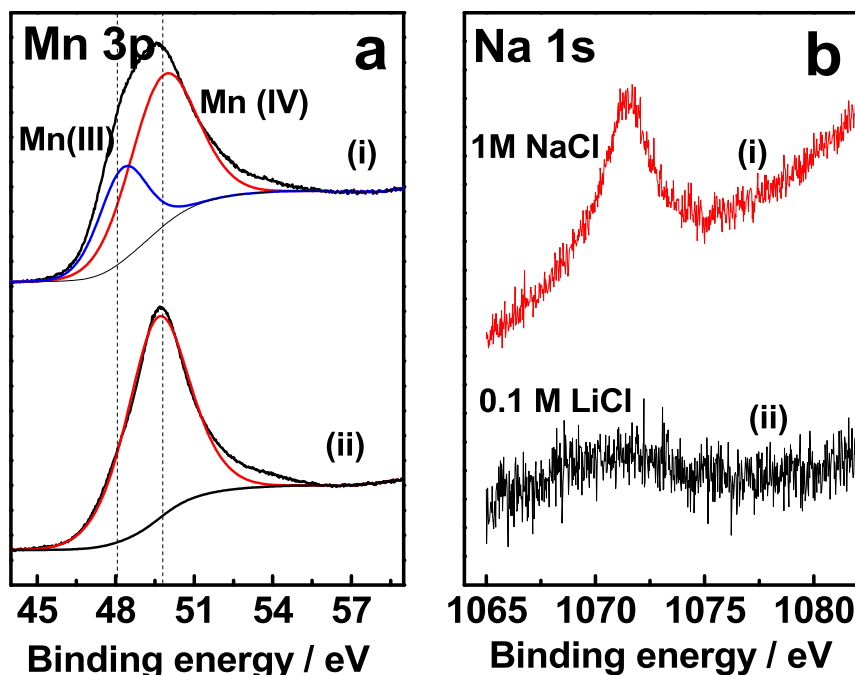 Mn 3p
a
Mn (IV)
Mn(III)
(i)
(ii)
45 48 51 54 57
Binding energy / eV
Na 1s
b
1M NaCl
(i)
0.1 M LiCl
(ii)
1065 1070 1075 1080
Binding energy / eV